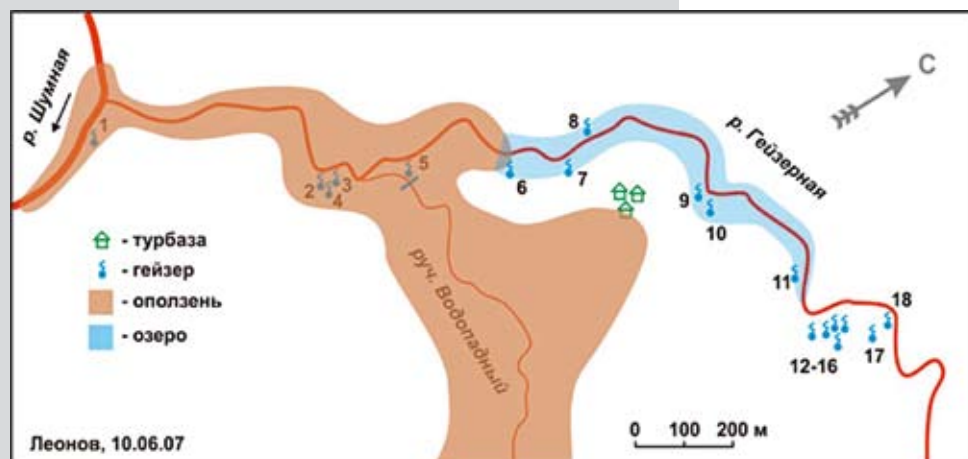 р. Шумная
С
р. Гейзерная
1
2
3
4
5
6
7
8
9
10
11
12-16
17
18
руч. Водопадный
- турбаза
- гейзер
- оползень
- озеро
0 100 200 м
Леонов, 10.06.07